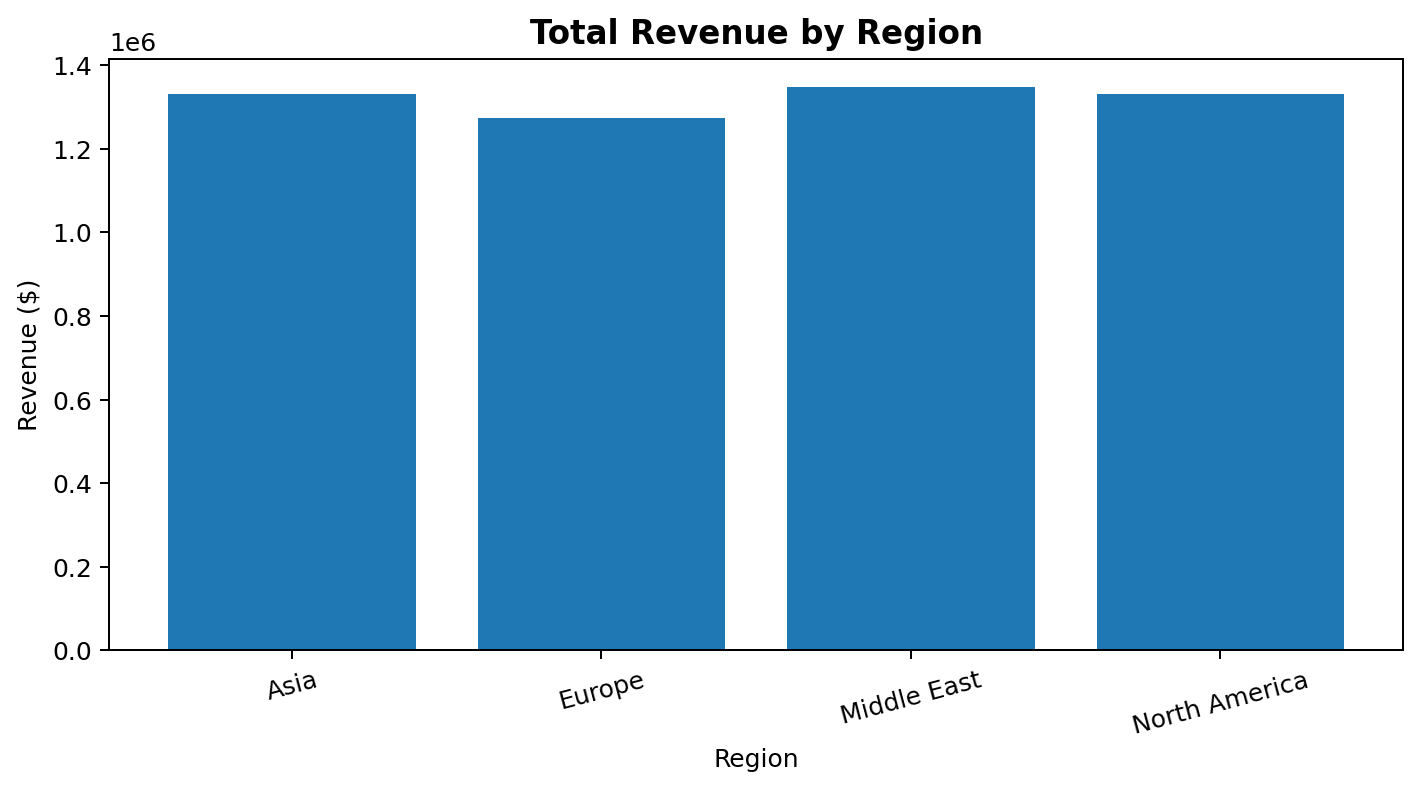 Total Revenue by Region
1e6
1.4
1.2
1.0
0.8
0.6
0.4
0.2
0.0
Revenue ($)
Asia
Europe
Middle East
North America
Region